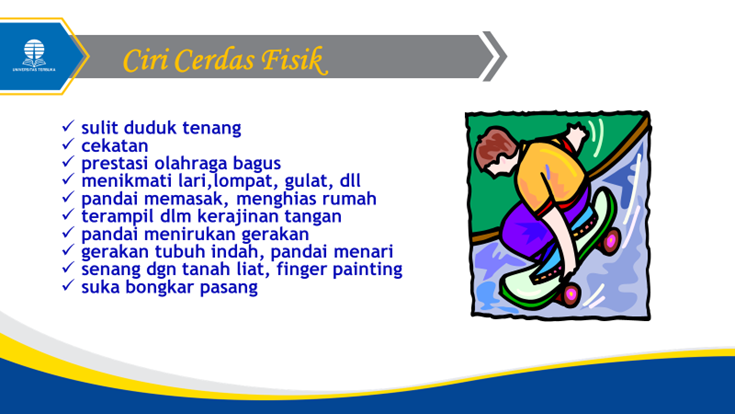 Ciri Cerdas Fisik
UNIVERSITAS TERBUKA
✓ sulit duduk tenang
✓ cekatan
✓ prestasi olahraga bagus
✓ menikmati lari,lompat, gulat, dll
✓ pandai memasak, menghias rumah
✓ terampil dlm kerajinan tangan
✓ pandai menirukan gerakan
✓ gerakan tubuh indah, pandai menari
✓ senang dgn tanah liat, finger painting
✓ suka bongkar pasang